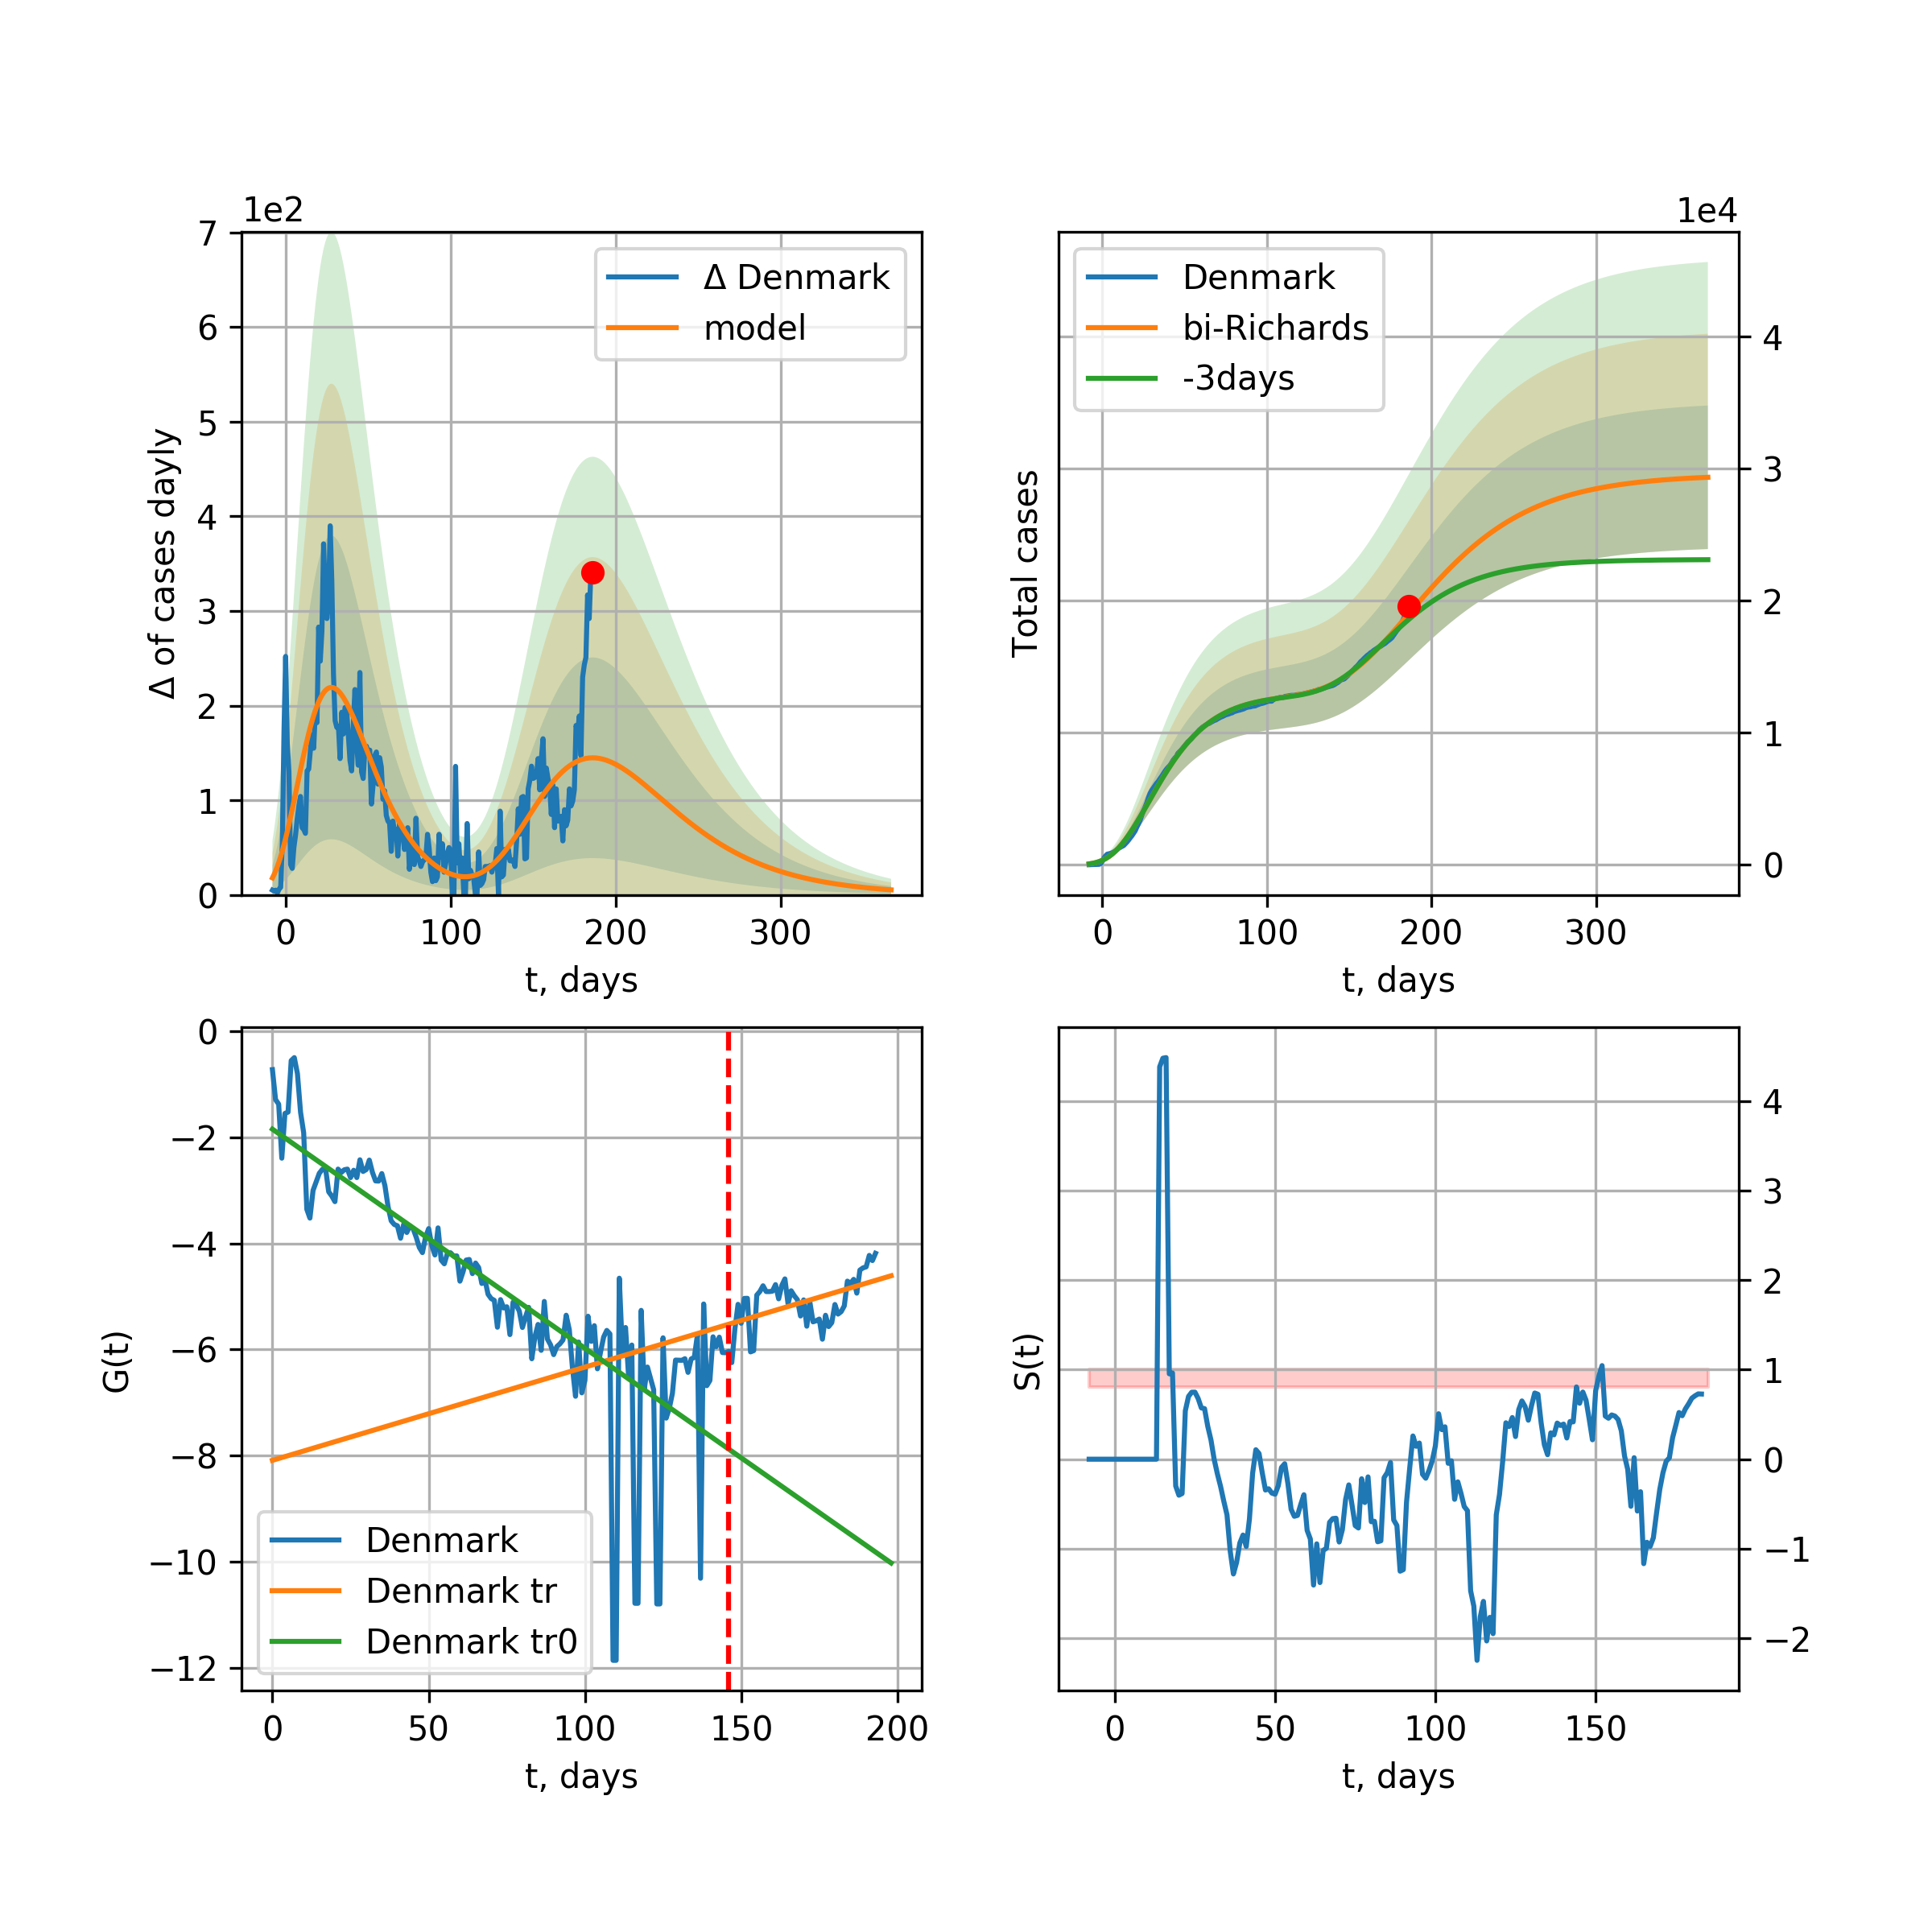 1e2
7
6
5
4
3
2
1
0
Δ of cases dayly
0 100 200 300
t, days
Δ Denmark
model
1e4
4
3
2
1
0
Total cases
0 100 200 300
t, days
Denmark
bi-Richards
-3days
0
−2
−4
−6
−8
−10
−12
G(t)
0 50 100 150 200
t, days
Denmark
Denmark tr
Denmark tr0
4
3
2
1
0
−1
−2
S(t)
0 50 100 150
t, days